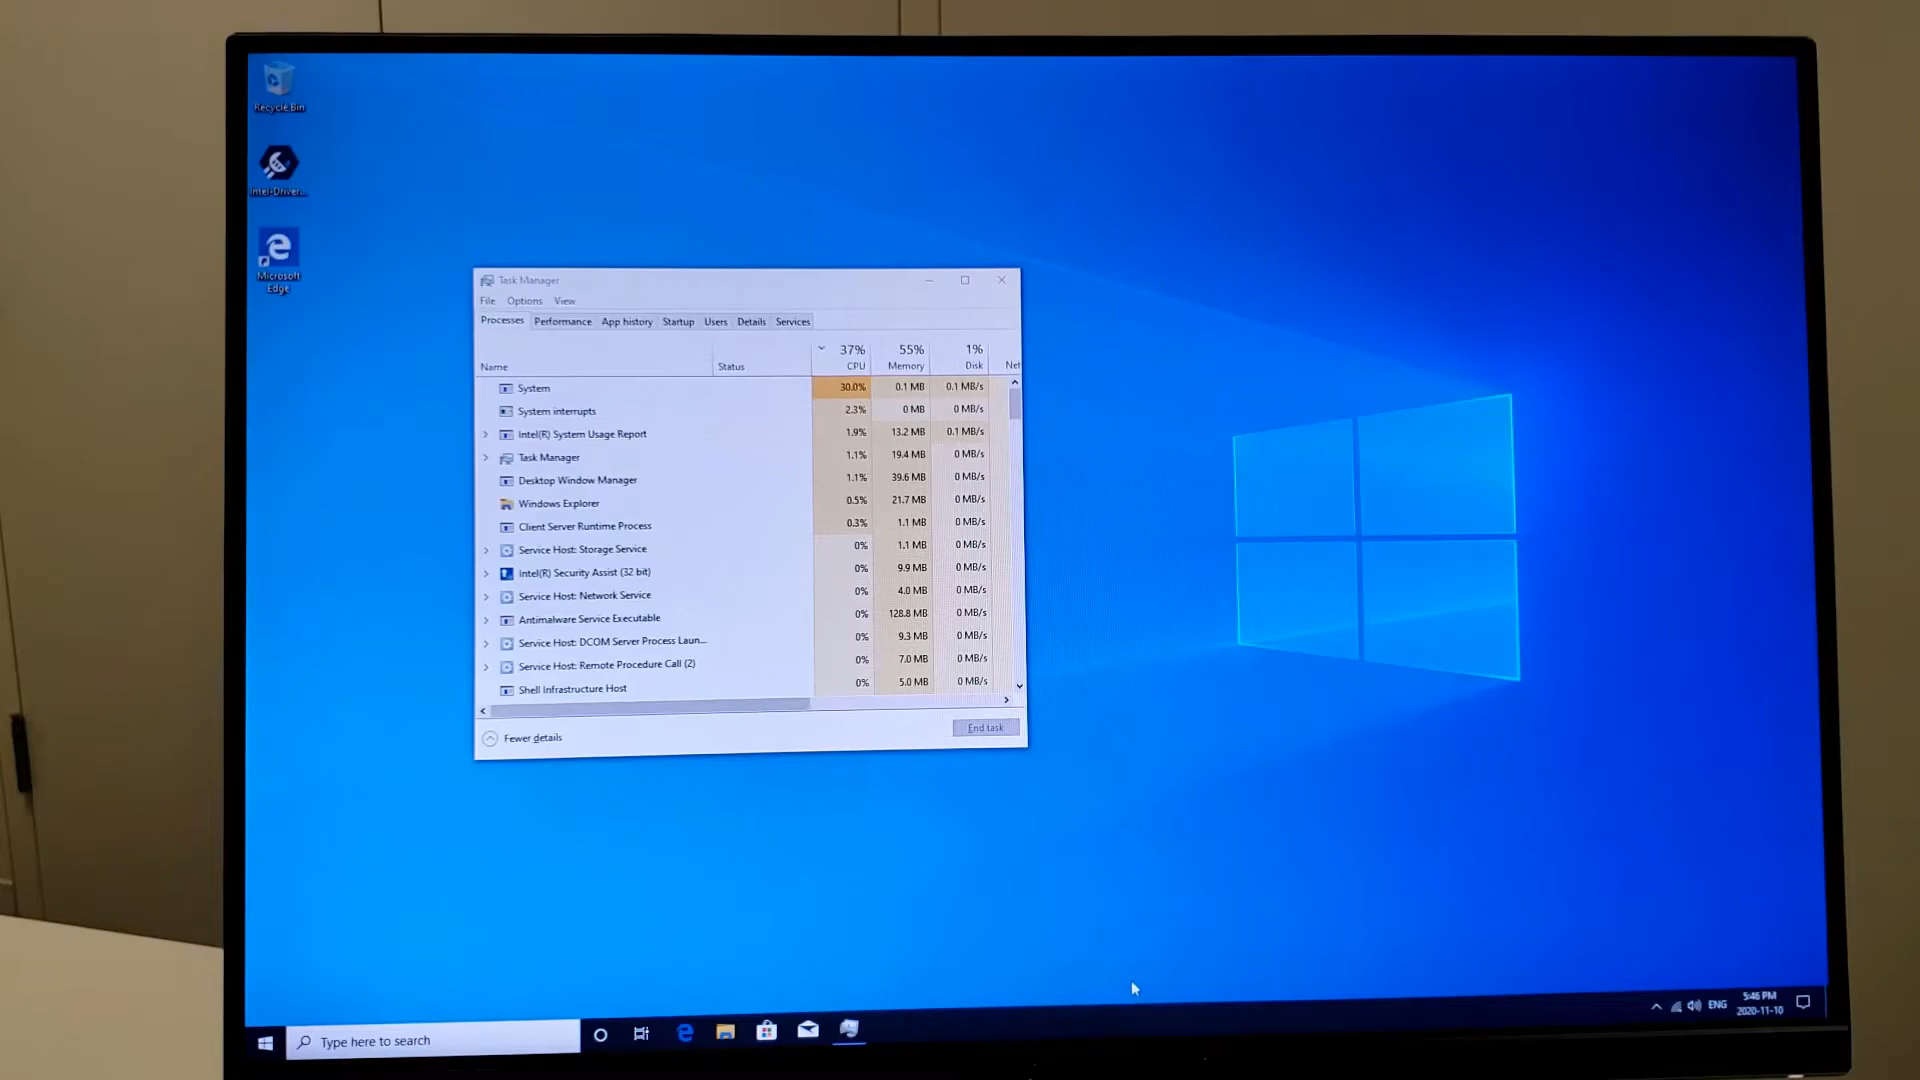 Recycle Bin
Intel-Driver...
Microsoft
Edge
Task Manager
File Options View
Processes Performance App history Startup Users Details Services
37% 55% 1%
Name Status CPU Memory Disk Net
System 30.0% 0.1 MB 0.1 MB/s
System interrupts 2.3% 0 MB 0 MB/s
Intel(R) System Usage Report 1.9% 13.2 MB 0.1 MB/s
Task Manager 1.1% 19.4 MB 0 MB/s
Desktop Window Manager 1.1% 39.6 MB 0 MB/s
Windows Explorer 0.5% 21.7 MB 0 MB/s
Client Server Runtime Process 0.3% 1.1 MB 0 MB/s
Service Host: Storage Service 0% 1.1 MB 0 MB/s
Intel(R) Security Assist (32 bit) 0% 9.9 MB 0 MB/s
Service Host: Network Service 0% 4.0 MB 0 MB/s
Antimalware Service Executable 0% 128.8 MB 0 MB/s
Service Host: DCOM Server Process Laun... 0% 9.3 MB 0 MB/s
Service Host: Remote Procedure Call (2) 0% 7.0 MB 0 MB/s
Shell Infrastructure Host 0% 5.0 MB 0 MB/s
Fewer details End task
Type here to search
ENG
5:46 PM
2020-11-10